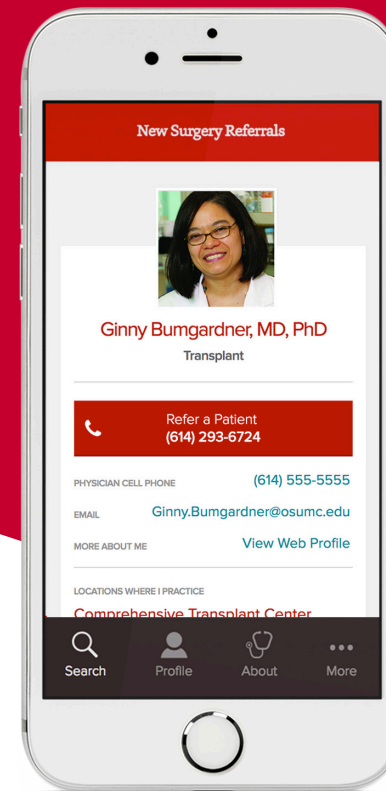 New Surgery Referrals
Ginny Bumgardner, MD, PhD
Transplant
Refer a Patient
(614) 293-6724
PHYSICIAN CELL PHONE (614) 555-5555
EMAIL Ginny.Bumgardner@osumc.edu
MORE ABOUT ME View Web Profile
LOCATIONS WHERE I PRACTICE
Comprehensive Transplant Center
Search Profile About More